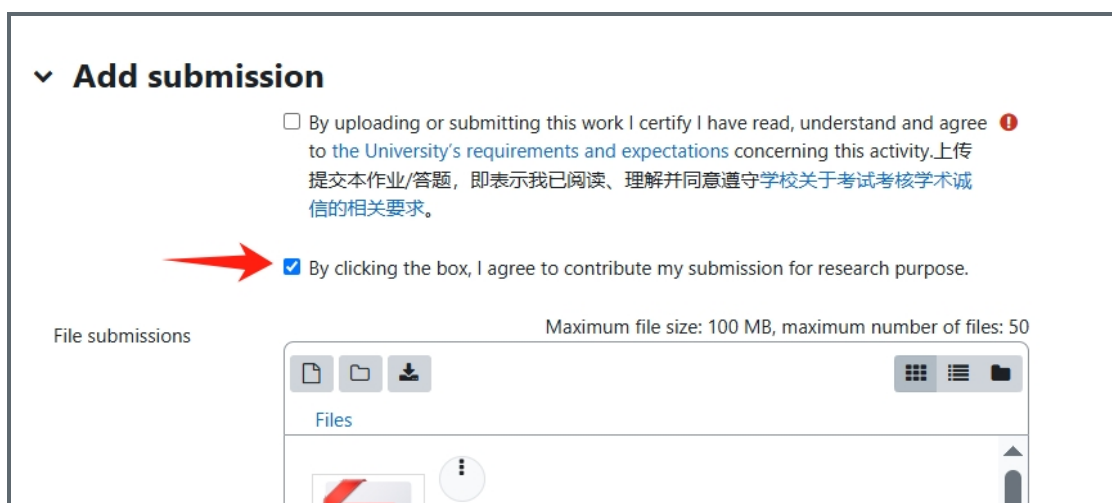 Add submission
By uploading or submitting this work I certify I have read, understand and agree
to the University’s requirements and expectations concerning this activity.上传
提交本作业/答题，即表示我已阅读、理解并同意遵守学校关于考试考核学术诚
信的相关要求。
By clicking the box, I agree to contribute my submission for research purpose.
Maximum file size: 100 MB, maximum number of files: 50
File submissions
Files